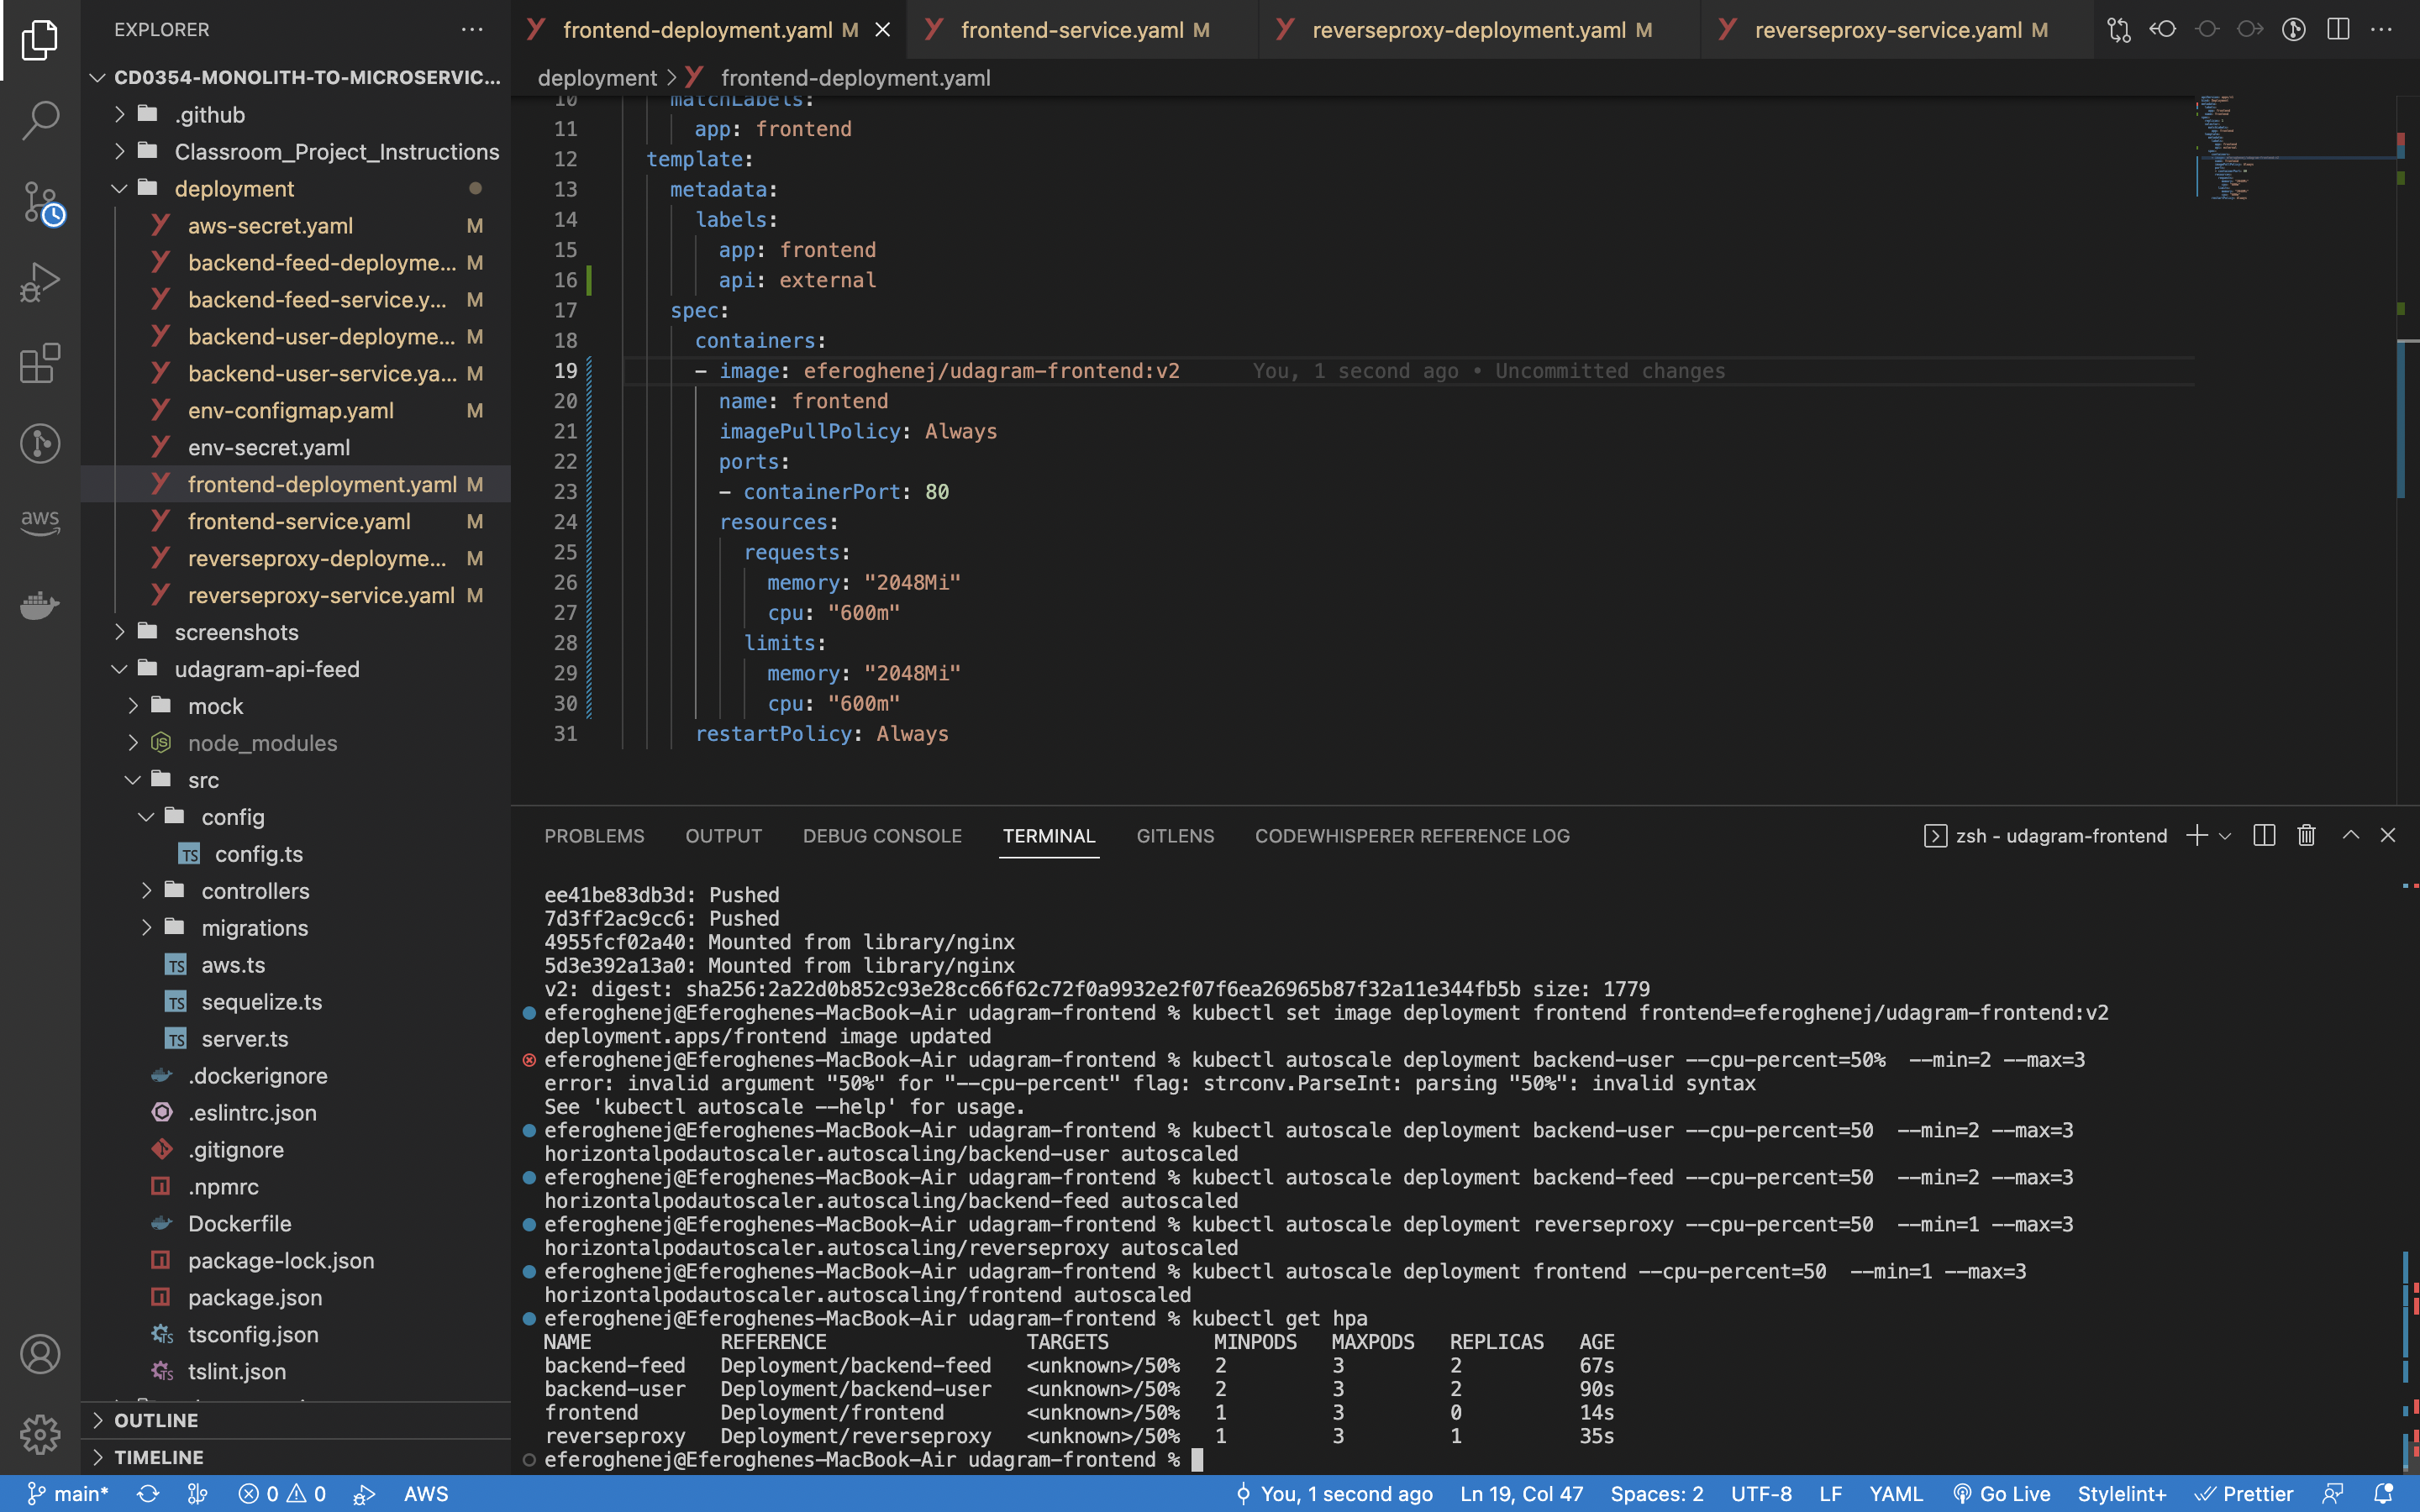 EXPLORER
CD0354-MONOLITH-TO-MICROSERVIC...
.github
Classroom_Project_Instructions
deployment
aws-secret.yaml M
backend-feed-deployme... M
backend-feed-service.y... M
backend-user-deployme... M
backend-user-service.ya... M
env-configmap.yaml M
env-secret.yaml
frontend-deployment.yaml M
frontend-service.yaml M
reverseproxy-deployme... M
reverseproxy-service.yaml M
screenshots
udagram-api-feed
mock
node_modules
src
config
TS config.ts
controllers
migrations
TS aws.ts
TS sequelize.ts
TS server.ts
.dockerignore
.eslintrc.json
.gitignore
.npmrc
Dockerfile
package-lock.json
package.json
tsconfig.json
tslint.json
OUTLINE
TIMELINE
aws
frontend-deployment.yaml M
frontend-service.yaml M
reverseproxy-deployment.yaml M
reverseproxy-service.yaml M
deployment > frontend-deployment.yaml
10 matchLabels:
11 app: frontend
12 template:
13 metadata:
14 labels:
15 app: frontend
16 api: external
17 spec:
18 containers:
19 - image: eferoghenej/udagram-frontend:v2 You, 1 second ago • Uncommitted changes
20 name: frontend
21 imagePullPolicy: Always
22 ports:
23 - containerPort: 80
24 resources:
25 requests:
26 memory: "2048Mi"
27 cpu: "600m"
28 limits:
29 memory: "2048Mi"
30 cpu: "600m"
31 restartPolicy: Always
PROBLEMS OUTPUT DEBUG CONSOLE TERMINAL GITLENS CODEWHISPERER REFERENCE LOG
zsh - udagram-frontend
ee41be83db3d: Pushed
7d3ff2ac9cc6: Pushed
4955fcf02a40: Mounted from library/nginx
5d3e392a13a0: Mounted from library/nginx
v2: digest: sha256:2a22d0b852c93e28cc66f62c72f0a9932e2f07f6ea26965b87f32a11e344fb5b size: 1779
eferoghenej@Eferoghenes-MacBook-Air udagram-frontend % kubectl set image deployment frontend frontend=eferoghenej/udagram-frontend:v2
deployment.apps/frontend image updated
eferoghenej@Eferoghenes-MacBook-Air udagram-frontend % kubectl autoscale deployment backend-user --cpu-percent=50% --min=2 --max=3
error: invalid argument "50%" for "--cpu-percent" flag: strconv.ParseInt: parsing "50%": invalid syntax
See 'kubectl autoscale --help' for usage.
eferoghenej@Eferoghenes-MacBook-Air udagram-frontend % kubectl autoscale deployment backend-user --cpu-percent=50 --min=2 --max=3
horizontalpodautoscaler.autoscaling/backend-user autoscaled
eferoghenej@Eferoghenes-MacBook-Air udagram-frontend % kubectl autoscale deployment backend-feed --cpu-percent=50 --min=2 --max=3
horizontalpodautoscaler.autoscaling/backend-feed autoscaled
eferoghenej@Eferoghenes-MacBook-Air udagram-frontend % kubectl autoscale deployment reverseproxy --cpu-percent=50 --min=1 --max=3
horizontalpodautoscaler.autoscaling/reverseproxy autoscaled
eferoghenej@Eferoghenes-MacBook-Air udagram-frontend % kubectl autoscale deployment frontend --cpu-percent=50 --min=1 --max=3
horizontalpodautoscaler.autoscaling/frontend autoscaled
eferoghenej@Eferoghenes-MacBook-Air udagram-frontend % kubectl get hpa
NAME REFERENCE TARGETS MINPODS MAXPODS REPLICAS AGE
backend-feed Deployment/backend-feed <unknown>/50% 2 3 2 67s
backend-user Deployment/backend-user <unknown>/50% 2 3 2 90s
frontend Deployment/frontend <unknown>/50% 1 3 0 14s
reverseproxy Deployment/reverseproxy <unknown>/50% 1 3 1 35s
eferoghenej@Eferoghenes-MacBook-Air udagram-frontend %
main* 0 0 AWS You, 1 second ago Ln 19, Col 47 Spaces: 2 UTF-8 LF YAML Go Live Stylelint+ Prettier